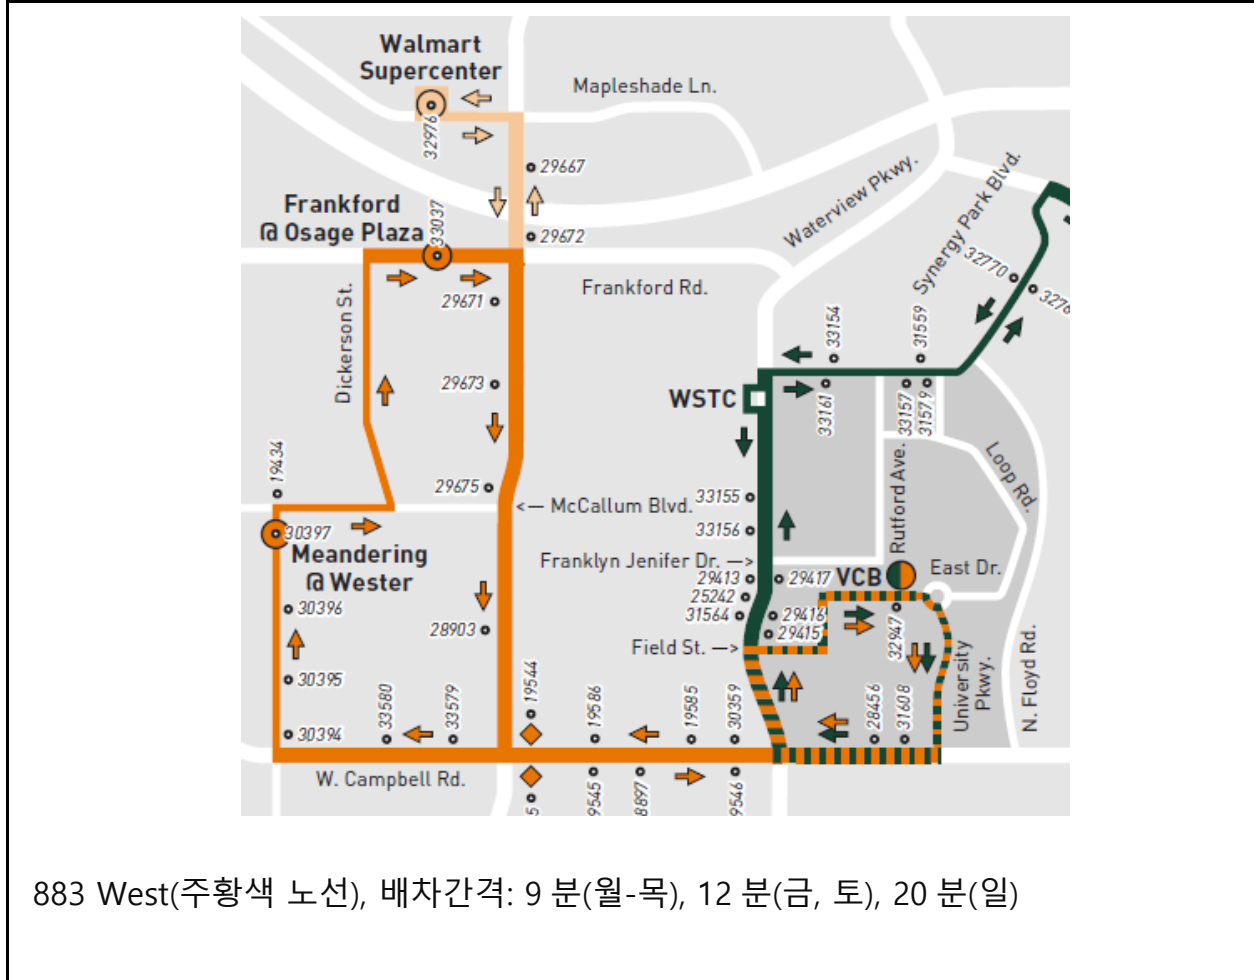 Walmart
Supercenter
Mapleshade Ln.
32976
29667
Waterview Pkwy.
Synergy Park Blvd.
Frankford
@ Osage Plaza
33037
29672
32770
Frankford Rd.
29671
Dickerson St.
33154
31559
29673
WSTC
33161
33157
19434
Loop Rd.
29675
<— McCallum Blvd.
33155
Rutford Ave.
30397
33156
Meandering
@ Wester
Franklyn Jenifer Dr. —>
29413
29417
VCB
East Dr.
25242
30396
31564
29416
28903
29415
32947
Field St. —>
University
Pkwy.
N. Floyd Rd.
30395
33580
33579
19544
19586
19585
30359
28456
31608
30394
W. Campbell Rd.
5
9545
8897
9546
883 West(주황색 노선), 배차간격: 9 분(월-목), 12 분(금, 토), 20 분(일)